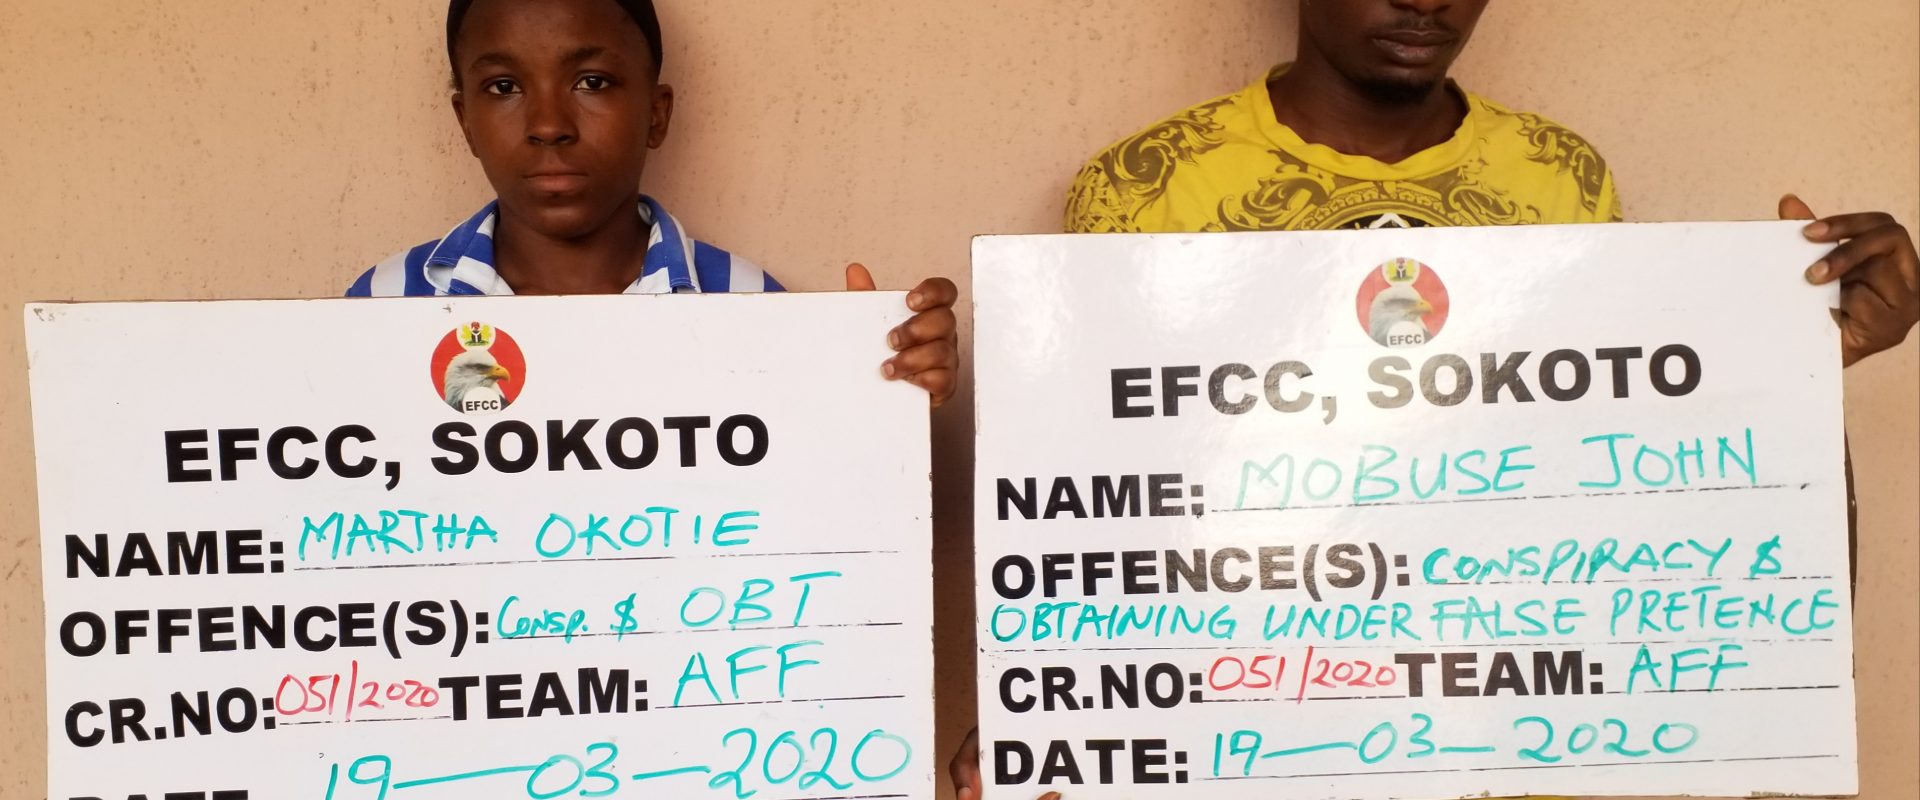 EFCC
EFCC, SOKOTO
NAME: MARTHA OKOTIE
OFFENCE(S): Consp. $ OBT
CR.NO: 051/2020 TEAM: AFF
DATE 19-03-2020
EFCC
EFCC, SOKOTO
NAME: MOBUSE JOHN
OFFENCE(S): CONSPIRACY $
OBTAINING UNDER FALSE PRETENCE
CR.NO: 051/2020 TEAM: AFF
DATE: 19-03-2020